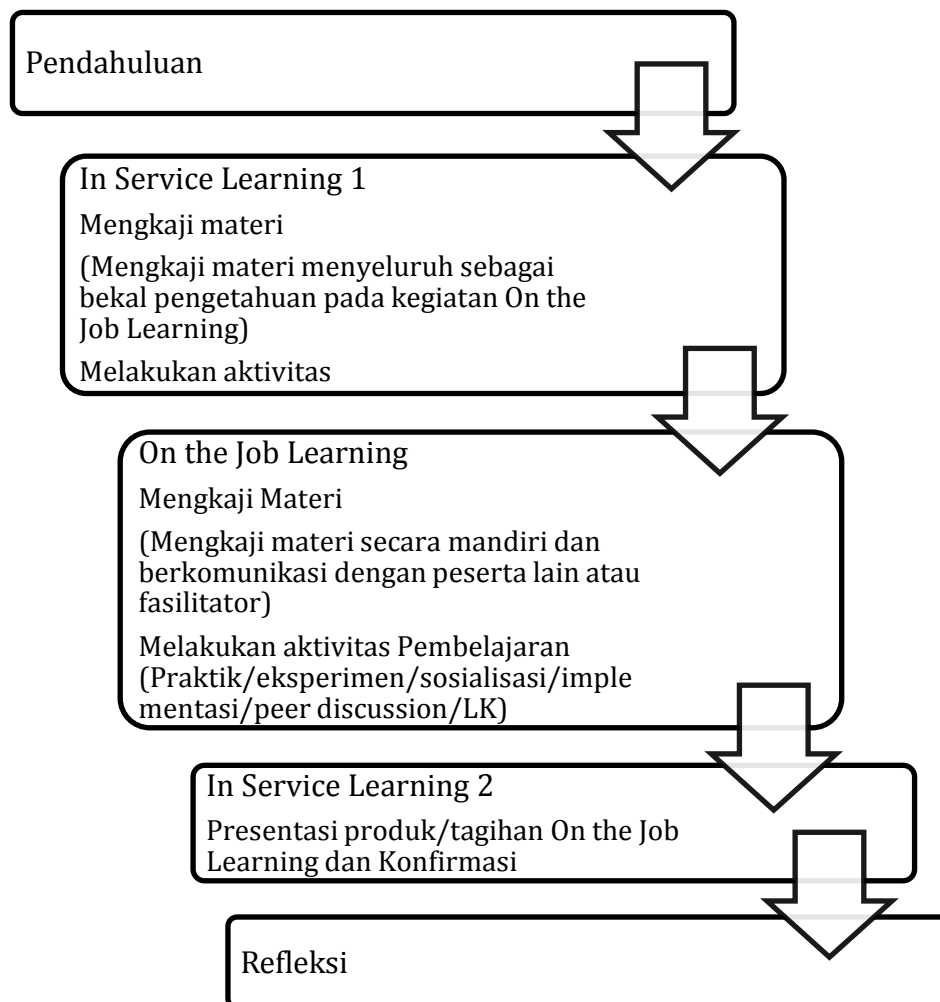 Pendahuluan
In Service Learning 1
Mengkaji materi
(Mengkaji materi menyeluruh sebagai
bekal pengetahuan pada kegiatan On the
Job Learning)
Melakukan aktivitas
On the Job Learning
Mengkaji Materi
(Mengkaji materi secara mandiri dan
berkomunikasi dengan peserta lain atau
fasilitator)
Melakukan aktivitas Pembelajaran
(Praktik/eksperimen/sosialisasi/imple
mentasi/peer discussion/LK)
In Service Learning 2
Presentasi produk/tagihan On the Job
Learning dan Konfirmasi
Refleksi